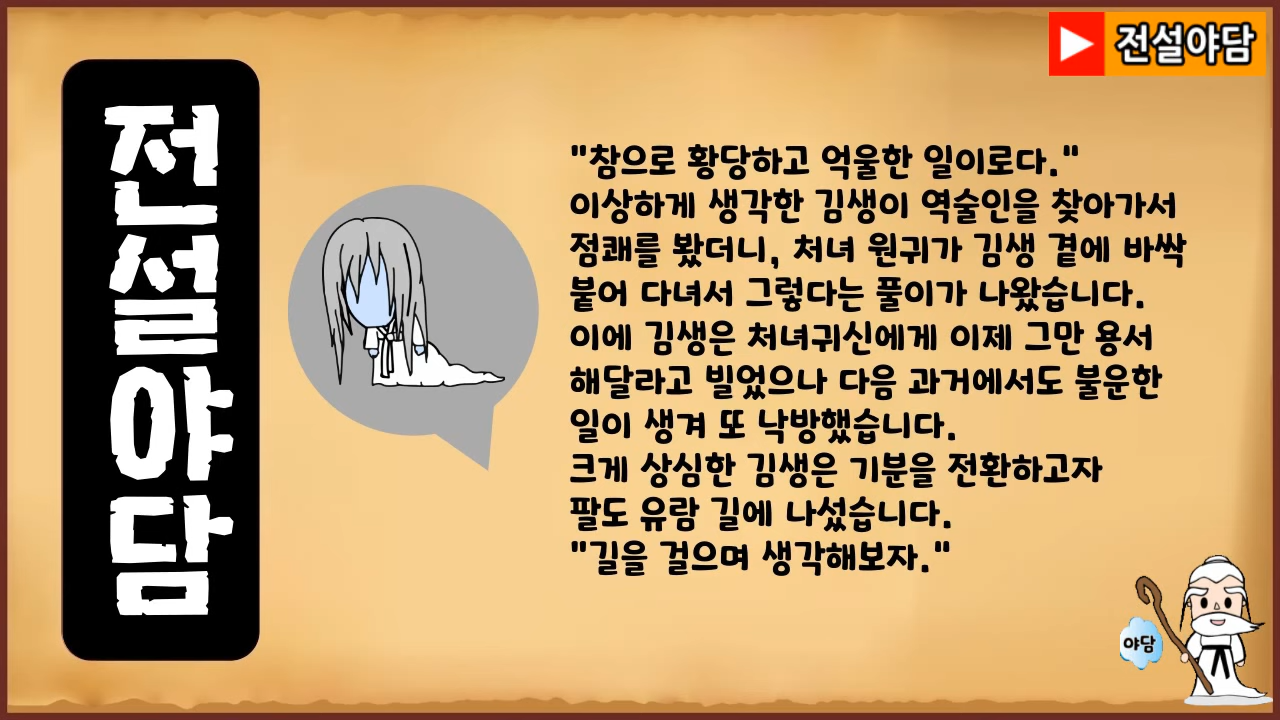 전설야담
전설야담
"참으로 황당하고 억울한 일이로다."
이상하게 생각한 김생이 역술인을 찾아가서
점쾌를 봤더니, 처녀 원귀가 김생 곁에 바싹
붙어 다녀서 그렇다는 풀이가 나왔습니다.
이에 김생은 처녀귀신에게 이제 그만 용서
해달라고 빌었으나 다음 과거에서도 불운한
일이 생겨 또 낙방했습니다.
크게 상심한 김생은 기분을 전환하고자
팔도 유람 길에 나섰습니다.
"길을 걸으며 생각해보자."
야담